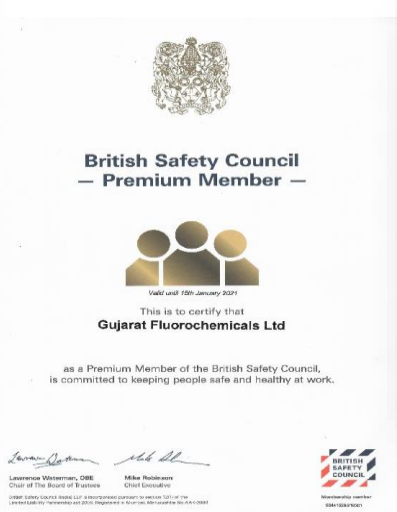 British Safety Council
— Premium Member —
Valid until 15th January 2021
This is to certify that
Gujarat Fluorochemicals Ltd
as a Premium Member of the British Safety Council,
is committed to keeping people safe and healthy at work.
Lawrence Waterman, OBE
Chair of The Board of Trustees
Mike Robinson
Chief Executive
BRITISH
SAFETY
COUNCIL
Membership number